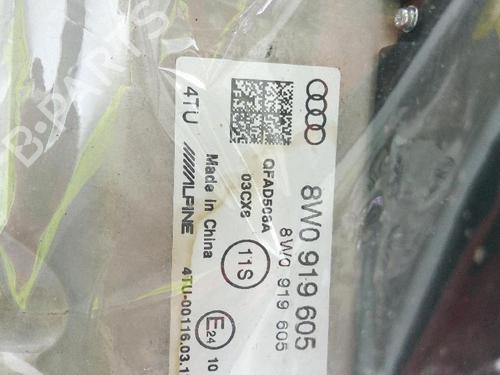 8W0 919 605
8W0 919 605
QFAD503A
03CX8
11S
Made in China
E24 10
ALPINE
4TU
4TU-00116.03.1
B-PARTS